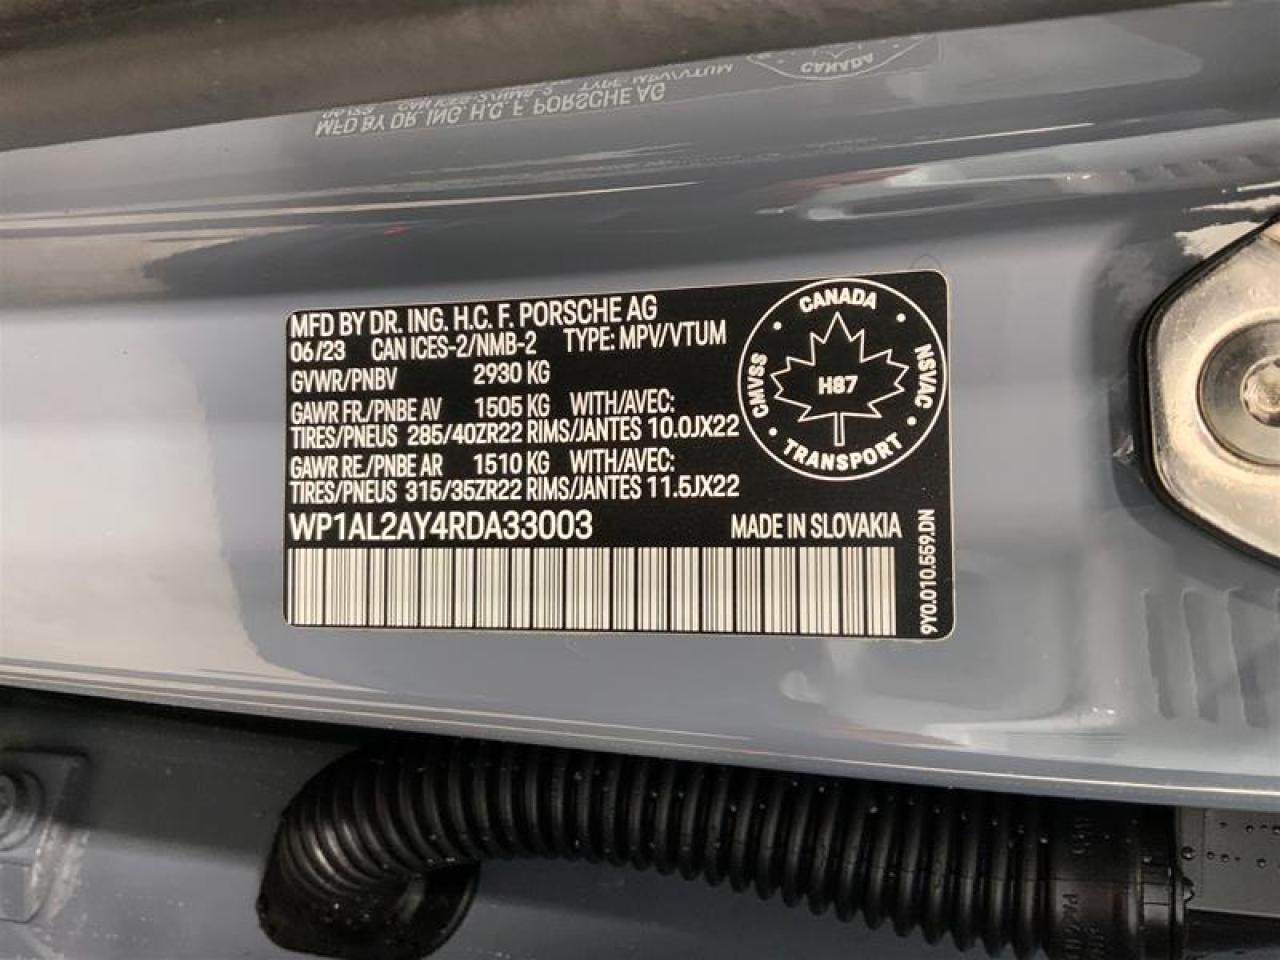 MFD BY DR. ING. H.C. F. PORSCHE AG
06/23 CAN ICES-2/NMB-2 TYPE: MPV/VTUM
GVWR/PNBV 2930 KG
GAWR FR./PNBE AV 1505 KG WITH/AVEC:
TIRES/PNEUS 285/40ZR22 RIMS/JANTES 10.0JX22
GAWR RE./PNBE AR 1510 KG WITH/AVEC:
TIRES/PNEUS 315/35ZR22 RIMS/JANTES 11.5JX22
WP1AL2AY4RDA33003 MADE IN SLOVAKIA
CANADA
CMVSS
H87
NSVAC
TRANSPORT
9Y0.010.559.DN